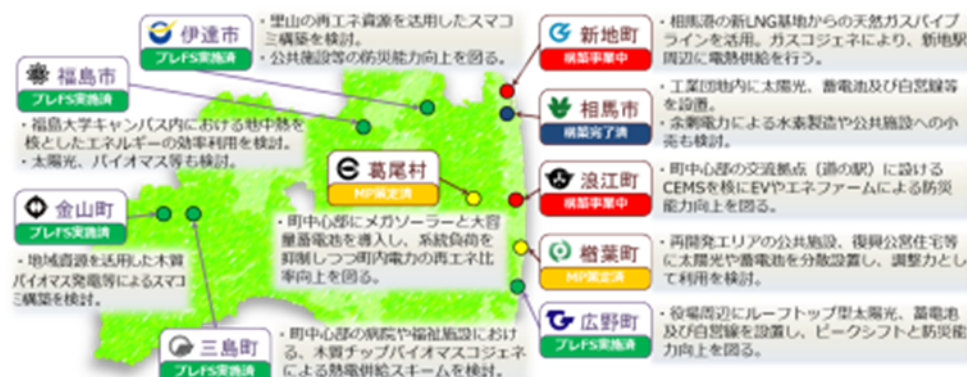 伊達市
プレFS実施済
・里山の再エネ資源を活用したスマコ
ミ構築を検討。
・公共施設等の防災能力向上を図る。
新地町
構築事業中
・相馬港の新LNG基地からの天然ガスパイプ
ラインを活用。ガスコジェネにより、新地駅
周辺に電熱供給を行う。
福島市
プレFS実施済
・福島大学キャンパス内における地中熱を
核としたエネルギーの効率利用を検討。
・太陽光、バイオマス等も検討。
相馬市
構築完了済
・工業団地内に太陽光、蓄電池及び自営線等
を設置。
・余剰電力による水素製造や公共施設への小
売も検討。
葛尾村
MP策定済
・町中心部にメガソーラーと大容
量蓄電池を導入し、系統負荷を
抑制しつつ町内電力の再エネ比
率向上を図る。
浪江町
構築事業中
・町中心部の交流拠点（道の駅）に設ける
CEMSを核にEVやエネファームによる防災
能力向上を図る。
金山町
プレFS実施済
・地域資源を活用した木質
バイオマス発電等によるスマコ
ミ構築を検討。
楢葉町
MP策定済
・再開発エリアの公共施設、復興公営住宅等
に太陽光や蓄電池を分散設置し、調整力とし
て利用を検討。
三島町
プレFS実施済
・町中心部の病院や福祉施設におけ
る、木質チップバイオマスコジェネ
による熱電併給スキームを検討。
広野町
プレFS実施済
・役場周辺にルーフトップ型太陽光、蓄電池
及び自営線を設置し、ピークシフトと防災能
力向上を図る。